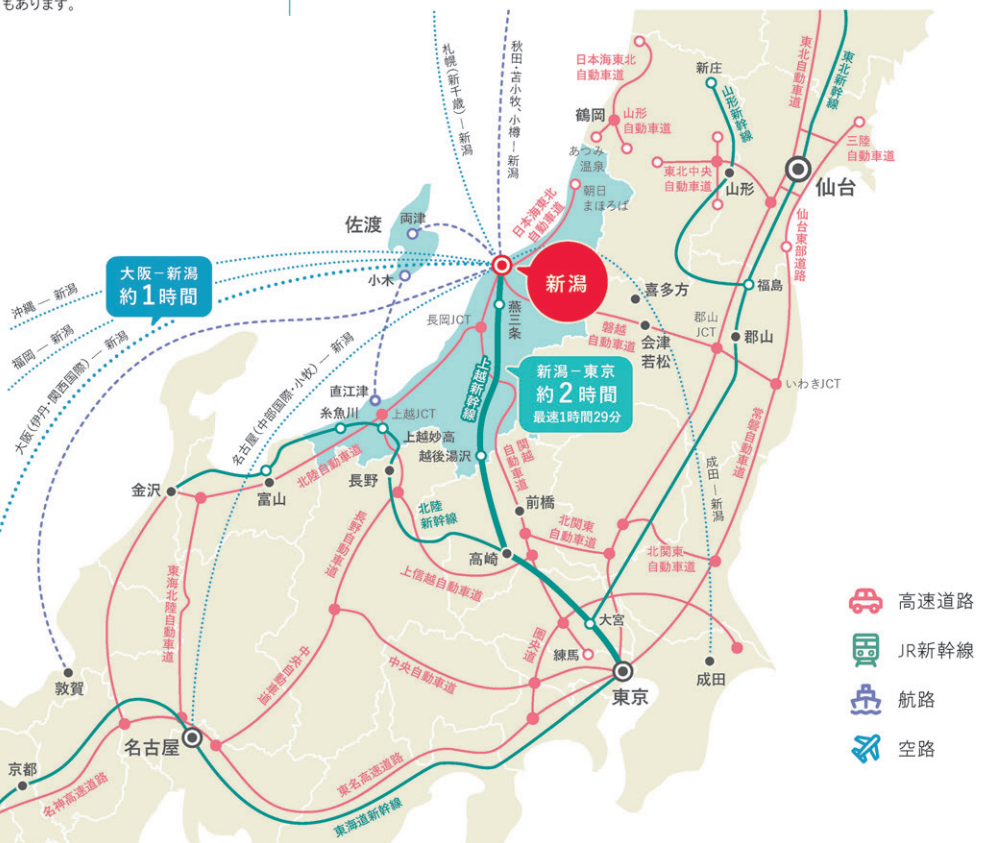 もあります。
札幌(新千歳)ー新潟
秋田・苫小牧、小樽ー新潟
日本海東北
自動車道
新庄
山形新幹線
東北自動車道
東北新幹線
鶴岡
山形
自動車道
三陸
自動車道
あつみ
温泉
東北中央
自動車道
山形
仙台
朝日
まほろば
日本海東北
自動車道
佐渡
両津
仙台東部道路
大阪ー新潟
約1時間
小木
新潟
喜多方
福島
沖縄 ー 新潟
燕三条
長岡JCT
磐越
自動車道
会津
若松
郡山
JCT
郡山
福岡 ー 新潟
大阪(伊丹・関西国際) ー 新潟
名古屋(中部国際・小牧) ー 新潟
上越新幹線
新潟ー東京
約2時間
最速1時間29分
いわきJCT
直江津
糸魚川
上越JCT
上越妙高
越後湯沢
関越
自動車道
常磐自動車道
成田 ー 新潟
北陸自動車道
金沢
富山
長野
前橋
北陸
新幹線
長野自動車道
北関東
自動車道
高崎
北関東
自動車道
上信越自動車道
東海北陸自動車道
高速道路
大宮
圏央道
練馬
JR新幹線
中央自動車道
中央自動車道
敦賀
東京
成田
航路
名古屋
空路
京都
東名高速道路
名神高速道路
東海道新幹線